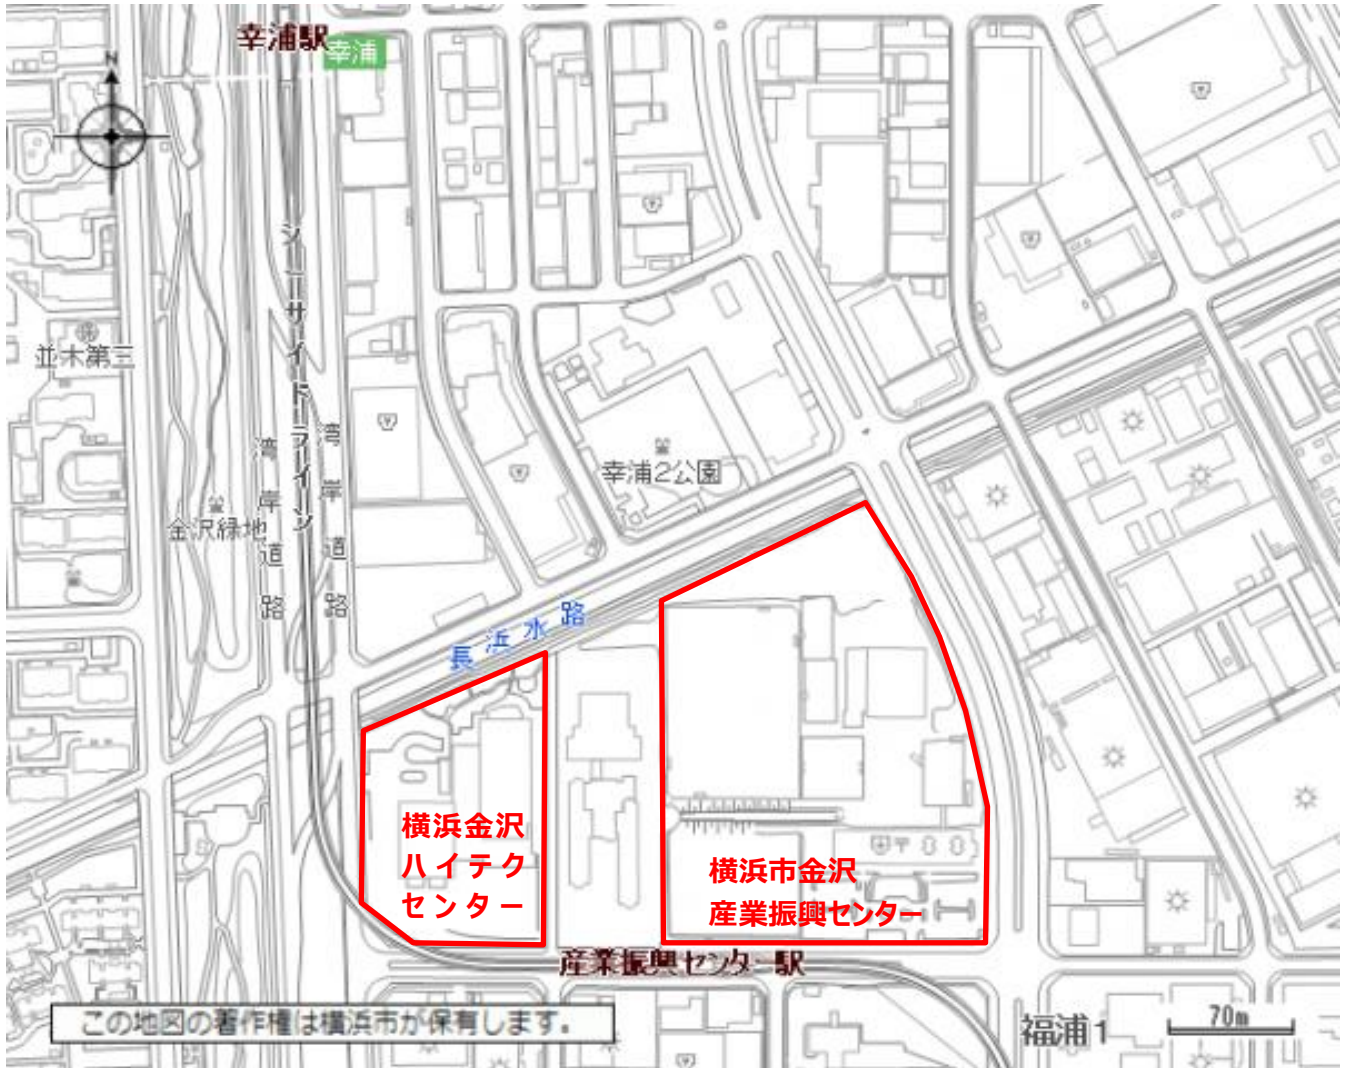 幸浦駅
幸浦
N
シーサイドライン
並木第三
湾岸道路
湾岸道路
金沢緑地
幸浦2公園
長浜水路
横浜金沢
ハイテク
センター
横浜市金沢
産業振興センター
産業振興センター駅
この地図の著作権は横浜市が保有します。
福浦1
70m